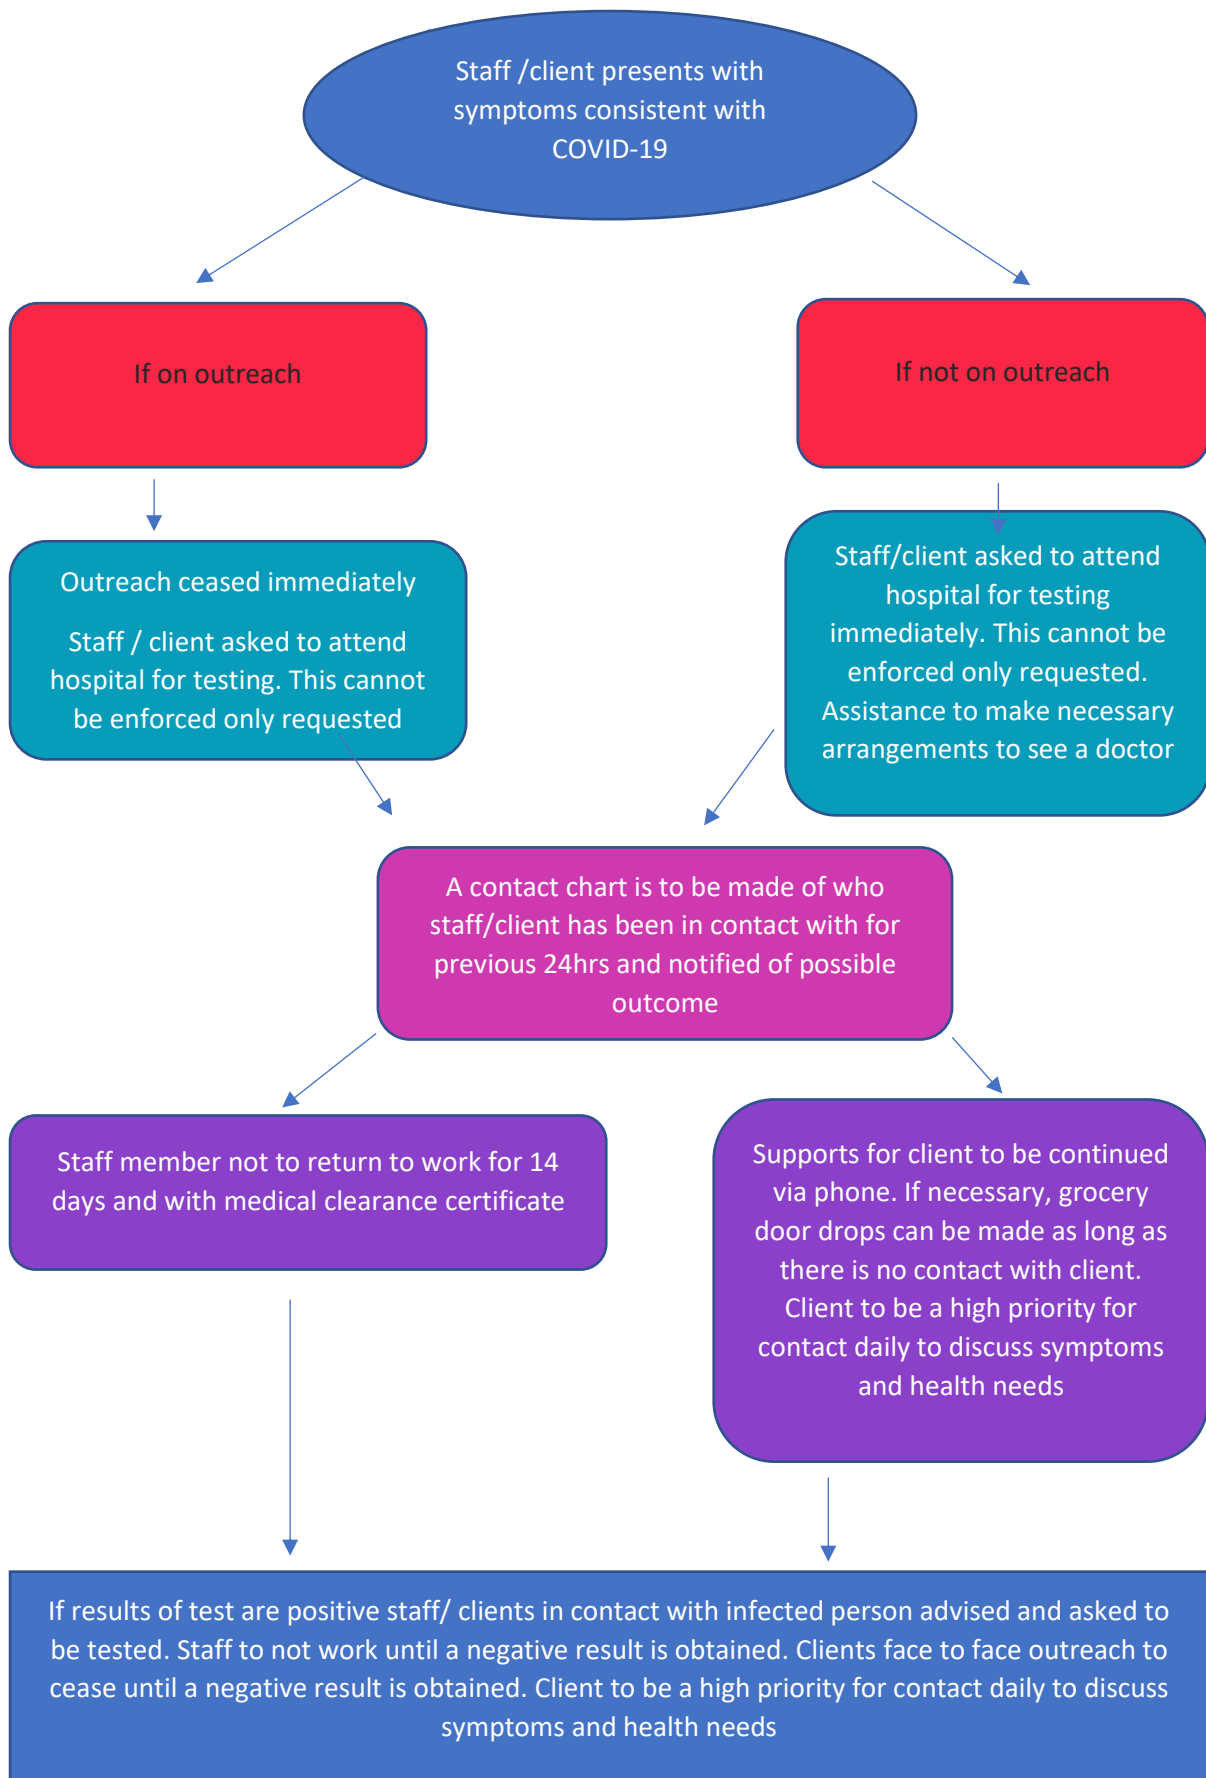 Staff /client presents with
symptoms consistent with
COVID-19
If on outreach
If not on outreach
Outreach ceased immediately
Staff / client asked to attend
hospital for testing. This cannot
be enforced only requested
Staff/client asked to attend
hospital for testing
immediately. This cannot be
enforced only requested.
Assistance to make necessary
arrangements to see a doctor
A contact chart is to be made of who
staff/client has been in contact with for
previous 24hrs and notified of possible
outcome
Staff member not to return to work for 14
days and with medical clearance certificate
Supports for client to be continued
via phone. If necessary, grocery
door drops can be made as long as
there is no contact with client.
Client to be a high priority for
contact daily to discuss symptoms
and health needs
If results of test are positive staff/ clients in contact with infected person advised and asked to
be tested. Staff to not work until a negative result is obtained. Clients face to face outreach to
cease until a negative result is obtained. Client to be a high priority for contact daily to discuss
symptoms and health needs